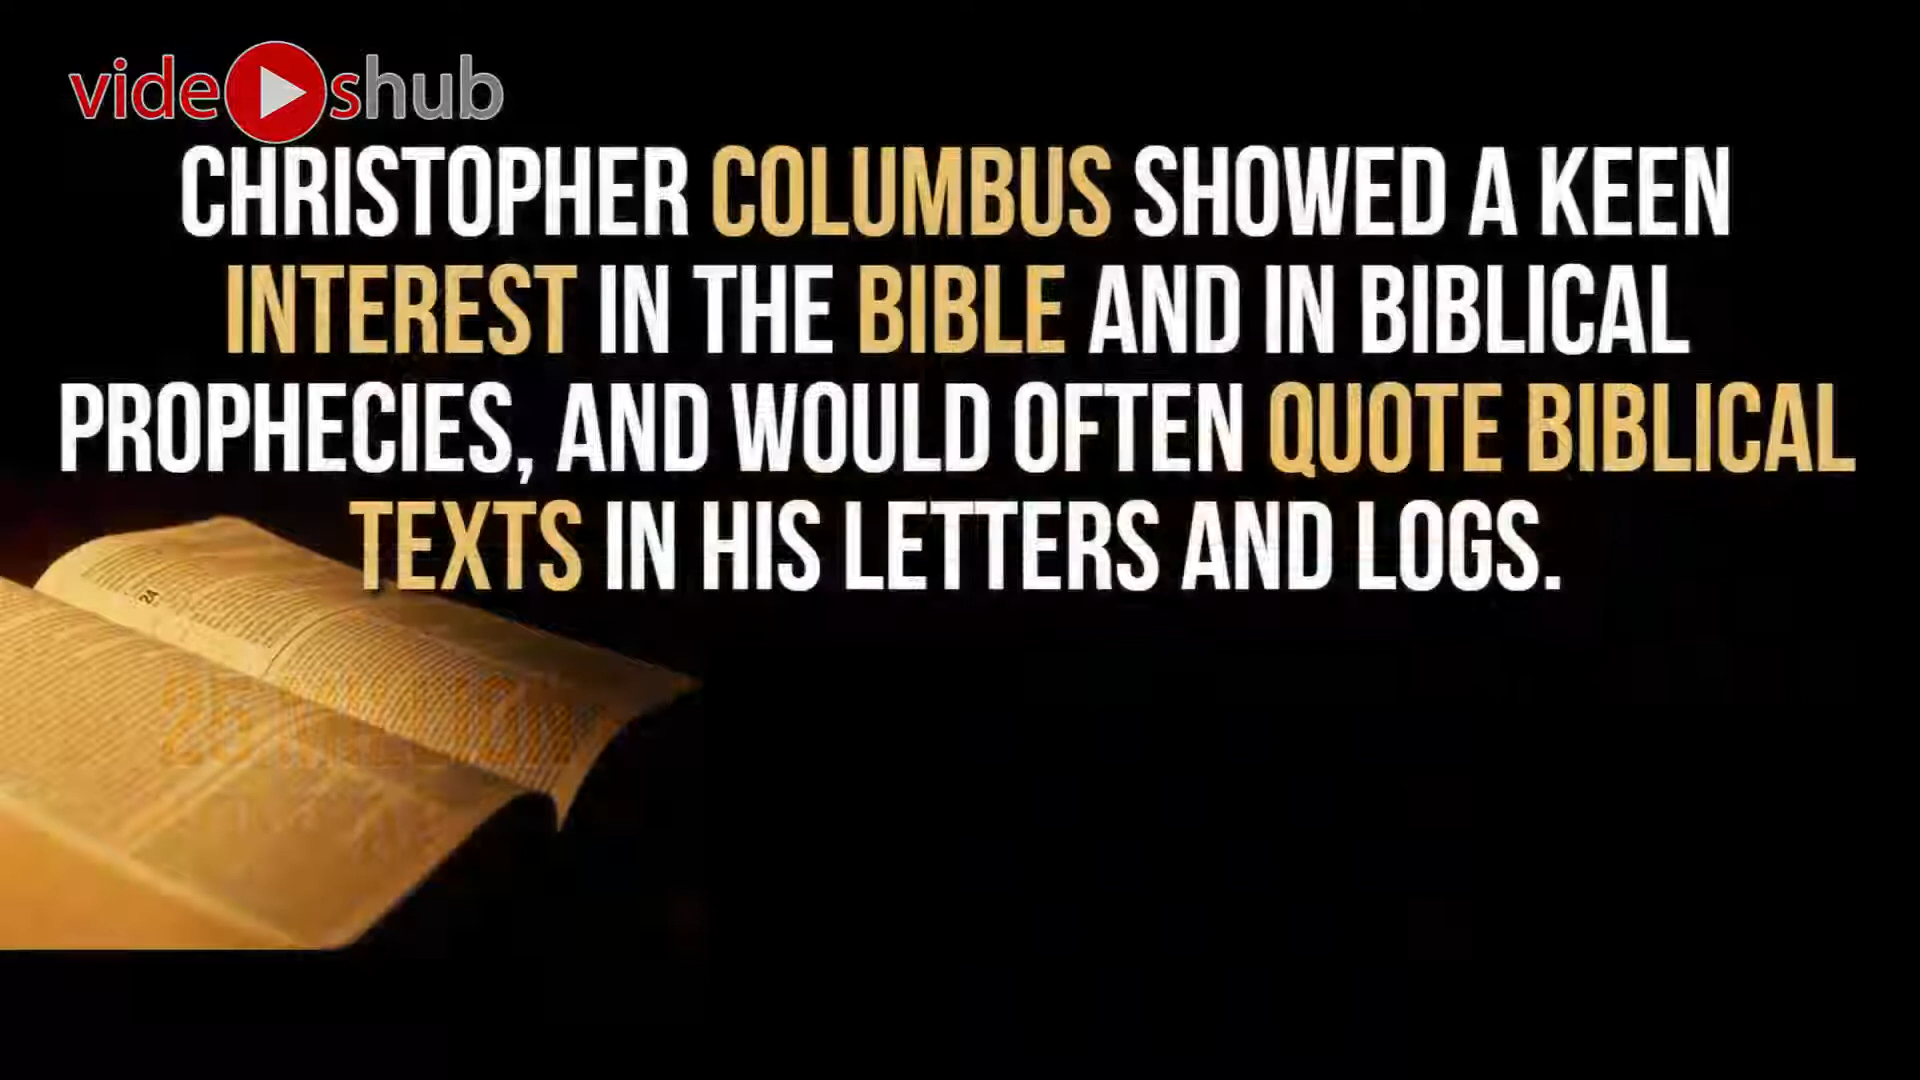 videoshub
CHRISTOPHER COLUMBUS SHOWED A KEEN
INTEREST IN THE BIBLE AND IN BIBLICAL
PROPHECIES, AND WOULD OFTEN QUOTE BIBLICAL
TEXTS IN HIS LETTERS AND LOGS.
24